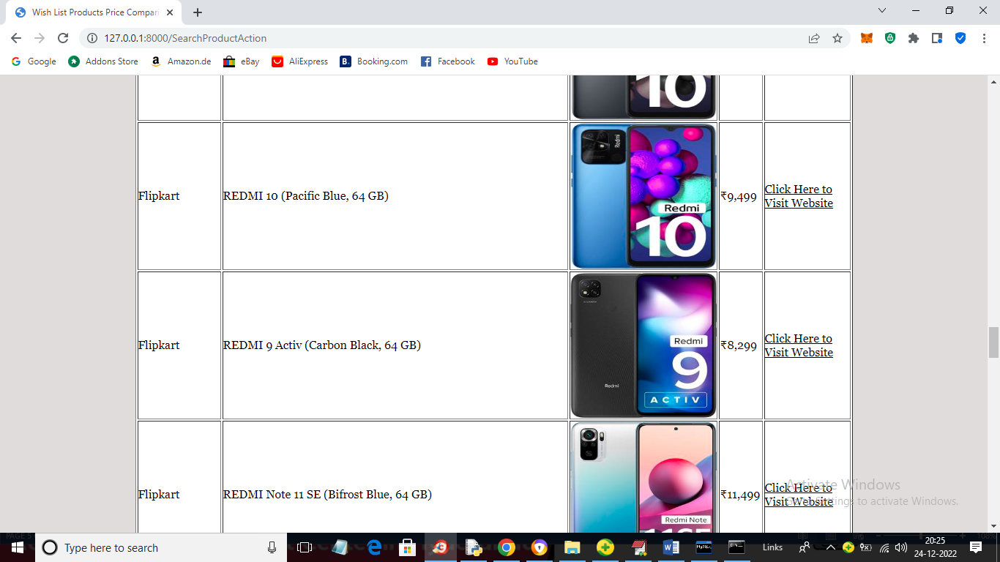 Wish List Products Price Compari
127.0.0.1:8000/SearchProductAction
Google Addons Store Amazon.de eBay AliExpress Booking.com Facebook YouTube
10
Flipkart
REDMI 10 (Pacific Blue, 64 GB)
Redmi
Redmi
10
₹9,499
Click Here to
Visit Website
Flipkart
REDMI 9 Activ (Carbon Black, 64 GB)
Redmi
Redmi
9
ACTIV
₹8,299
Click Here to
Visit Website
Flipkart
REDMI Note 11 SE (Bifrost Blue, 64 GB)
Redmi Note
11SE
₹11,499
Click Here to
Visit Website
Activate Windows
Go to Settings to activate Windows.
Type here to search
Links
20:25
24-12-2022